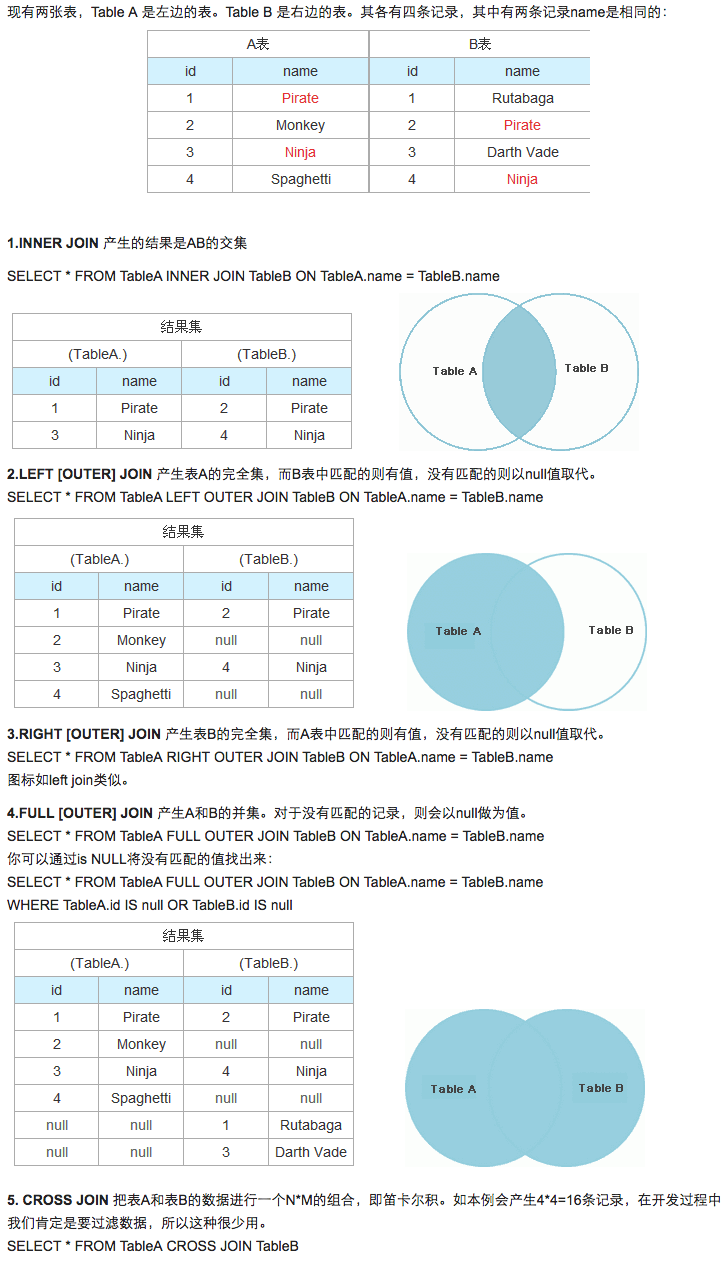 现有两张表，Table A 是左边的表。Table B 是右边的表。其各有四条记录，其中有两条记录name是相同的：
A表 B表
id name id name
1 Pirate 1 Rutabaga
2 Monkey 2 Pirate
3 Ninja 3 Darth Vade
4 Spaghetti 4 Ninja
1.INNER JOIN 产生的结果是AB的交集
SELECT * FROM TableA INNER JOIN TableB ON TableA.name = TableB.name
结果集
(TableA.) (TableB.)
id name id name
1 Pirate 2 Pirate
3 Ninja 4 Ninja
Table A Table B
2.LEFT [OUTER] JOIN 产生表A的完全集，而B表中匹配的则有值，没有匹配的则以null值取代。
SELECT * FROM TableA LEFT OUTER JOIN TableB ON TableA.name = TableB.name
结果集
(TableA.) (TableB.)
id name id name
1 Pirate 2 Pirate
2 Monkey null null
3 Ninja 4 Ninja
4 Spaghetti null null
Table A Table B
3.RIGHT [OUTER] JOIN 产生表B的完全集，而A表中匹配的则有值，没有匹配的则以null值取代。
SELECT * FROM TableA RIGHT OUTER JOIN TableB ON TableA.name = TableB.name
图标如left join类似。
4.FULL [OUTER] JOIN 产生A和B的并集。对于没有匹配的记录，则会以null做为值。
SELECT * FROM TableA FULL OUTER JOIN TableB ON TableA.name = TableB.name
你可以通过is NULL将没有匹配的值找出来：
SELECT * FROM TableA FULL OUTER JOIN TableB ON TableA.name = TableB.name
WHERE TableA.id IS null OR TableB.id IS null
结果集
(TableA.) (TableB.)
id name id name
1 Pirate 2 Pirate
2 Monkey null null
3 Ninja 4 Ninja
4 Spaghetti null null
null null 1 Rutabaga
null null 3 Darth Vade
Table A Table B
5. CROSS JOIN 把表A和表B的数据进行一个N*M的组合，即笛卡尔积。如本例会产生4*4=16条记录，在开发过程中
我们肯定是要过滤数据，所以这种很少用。
SELECT * FROM TableA CROSS JOIN TableB